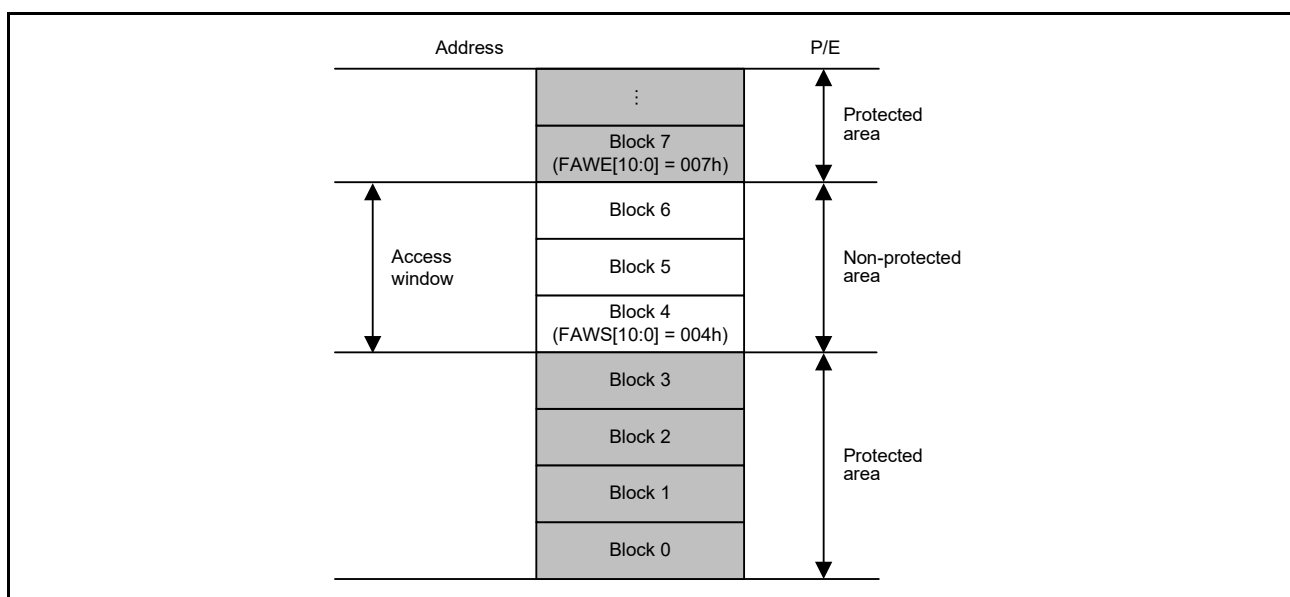 Address P/E
⋮
Protected
area
Block 7
(FAWE[10:0] = 007h)
Block 6
Access
window
Block 5
Non-protected
area
Block 4
(FAWS[10:0] = 004h)
Block 3
Block 2
Protected
area
Block 1
Block 0